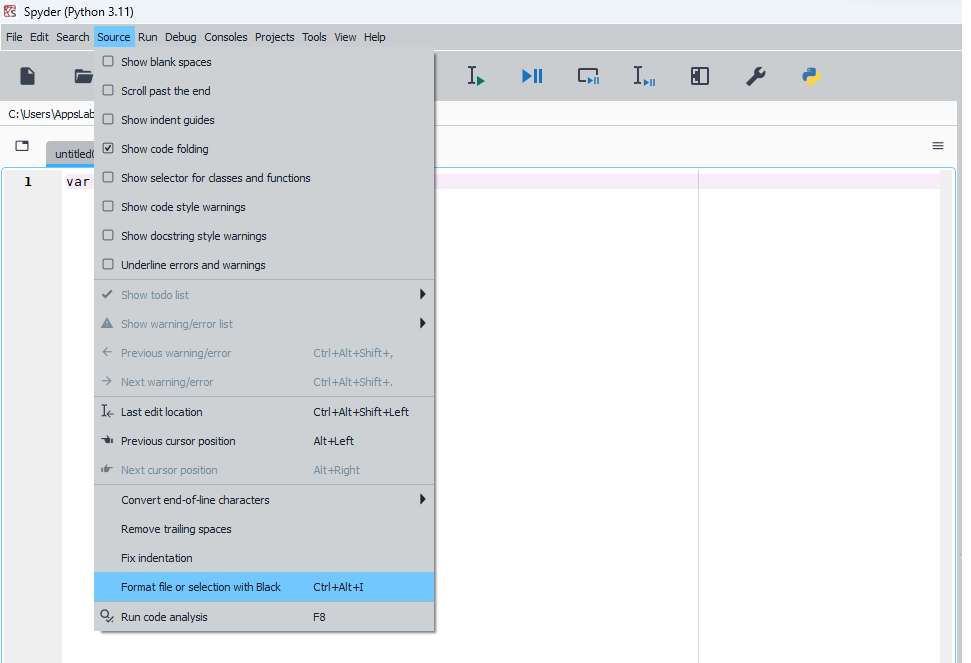 Spyder (Python 3.11)
File Edit Search Source Run Debug Consoles Projects Tools View Help
Show blank spaces
Scroll past the end
C:\Users\AppsLab
Show indent guides
Show code folding
untitled
Show selector for classes and functions
1 var
Show code style warnings
Show docstring style warnings
Underline errors and warnings
Show todo list
Show warning/error list
Previous warning/error Ctrl+Alt+Shift+,
Next warning/error Ctrl+Alt+Shift+.
Last edit location Ctrl+Alt+Shift+Left
Previous cursor position Alt+Left
Next cursor position Alt+Right
Convert end-of-line characters
Remove trailing spaces
Fix indentation
Format file or selection with Black Ctrl+Alt+I
Run code analysis F8